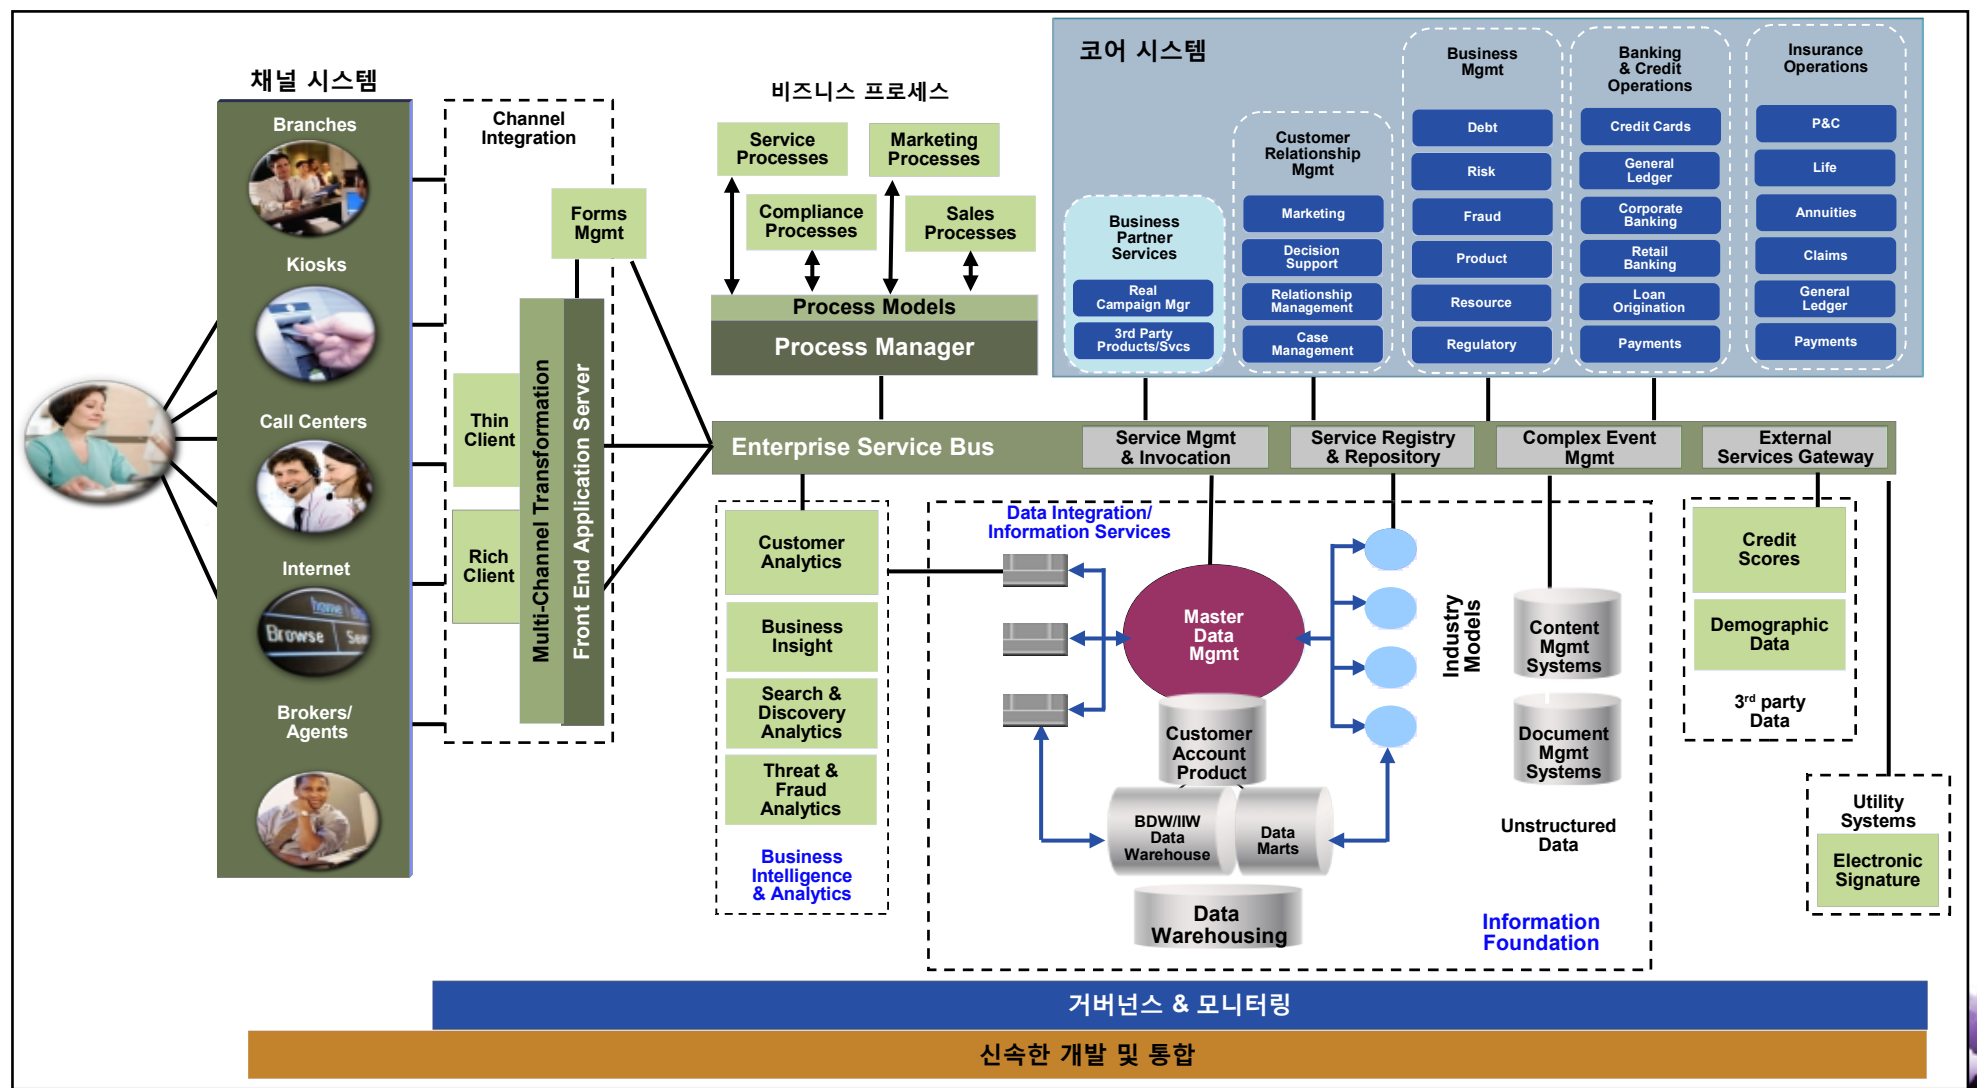 채널 시스템
Branches
Kiosks
Call Centers
Internet
home
Browse
Brokers/
Agents
Channel
Integration
Forms
Mgmt
Thin
Client
Rich
Client
Multi-Channel Transformation
Front End Application Server
비즈니스 프로세스
Service
Processes
Marketing
Processes
Compliance
Processes
Sales
Processes
Process Models
Process Manager
코어 시스템
Business
Partner
Services
Real
Campaign Mgr
3rd Party
Products/Svcs
Customer
Relationship
Mgmt
Marketing
Decision
Support
Relationship
Management
Case
Management
Business
Mgmt
Debt
Risk
Fraud
Product
Resource
Regulatory
Banking
& Credit
Operations
Credit Cards
General
Ledger
Corporate
Banking
Retail
Banking
Loan
Origination
Payments
Insurance
Operations
P&C
Life
Annuities
Claims
General
Ledger
Payments
Enterprise Service Bus
Service Mgmt
& Invocation
Service Registry
& Repository
Complex Event
Mgmt
External
Services Gateway
Customer
Analytics
Business
Insight
Search &
Discovery
Analytics
Threat &
Fraud
Analytics
Business
Intelligence
& Analytics
Data Integration/
Information Services
Master
Data
Mgmt
Customer
Account
Product
BDW/IIW
Data
Warehouse
Data
Marts
Data
Warehousing
Industry
Models
Content
Mgmt
Systems
Document
Mgmt
Systems
Unstructured
Data
Information
Foundation
Credit
Scores
Demographic
Data
3rd party
Data
Utility
Systems
Electronic
Signature
거버넌스 & 모니터링
신속한 개발 및 통합